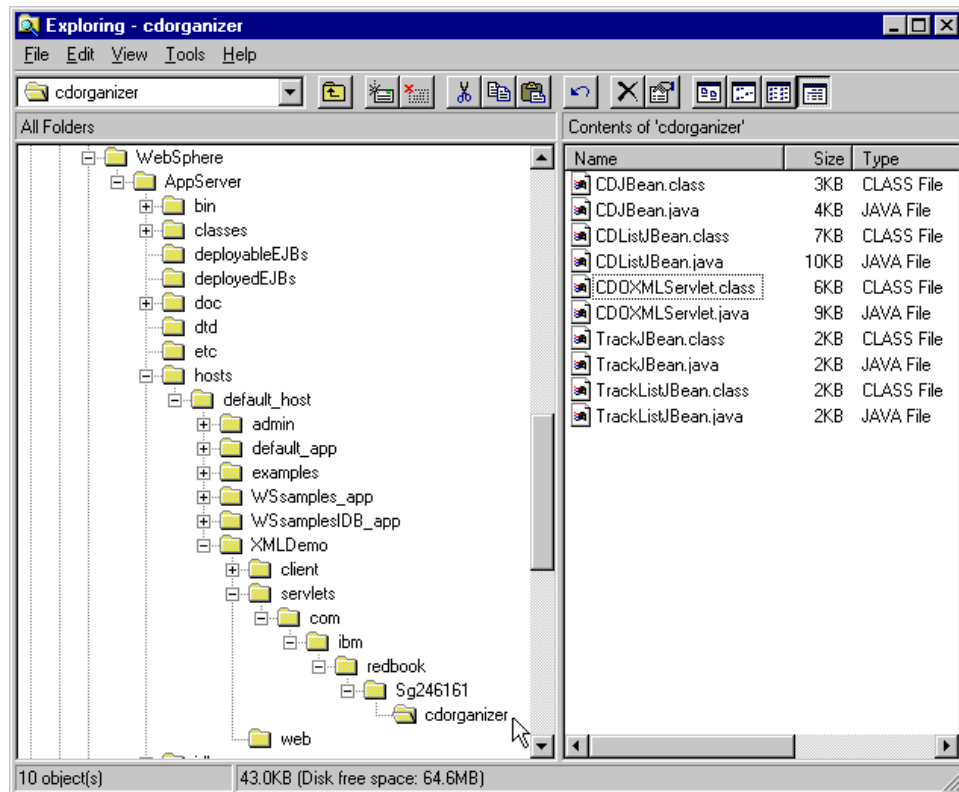 Exploring - cdorganizer
File Edit View Tools Help
cdorganizer
All Folders
Contents of 'cdorganizer'
WebSphere
AppServer
bin
classes
deployableEJBs
deployedEJBs
doc
dtd
etc
hosts
default_host
admin
default_app
examples
WSsamples_app
WSsamplesIDB_app
XMLDemo
client
servlets
com
ibm
redbook
Sg246161
cdorganizer
web
Name Size Type
CDJBean.class 3KB CLASS File
CDJBean.java 4KB JAVA File
CDListJBean.class 7KB CLASS File
CDListJBean.java 10KB JAVA File
CDOXMLServlet.class 6KB CLASS File
CDOXMLServlet.java 9KB JAVA File
TrackJBean.class 2KB CLASS File
TrackJBean.java 2KB JAVA File
TrackListJBean.class 2KB CLASS File
TrackListJBean.java 2KB JAVA File
10 object(s) 43.0KB (Disk free space: 64.6MB)